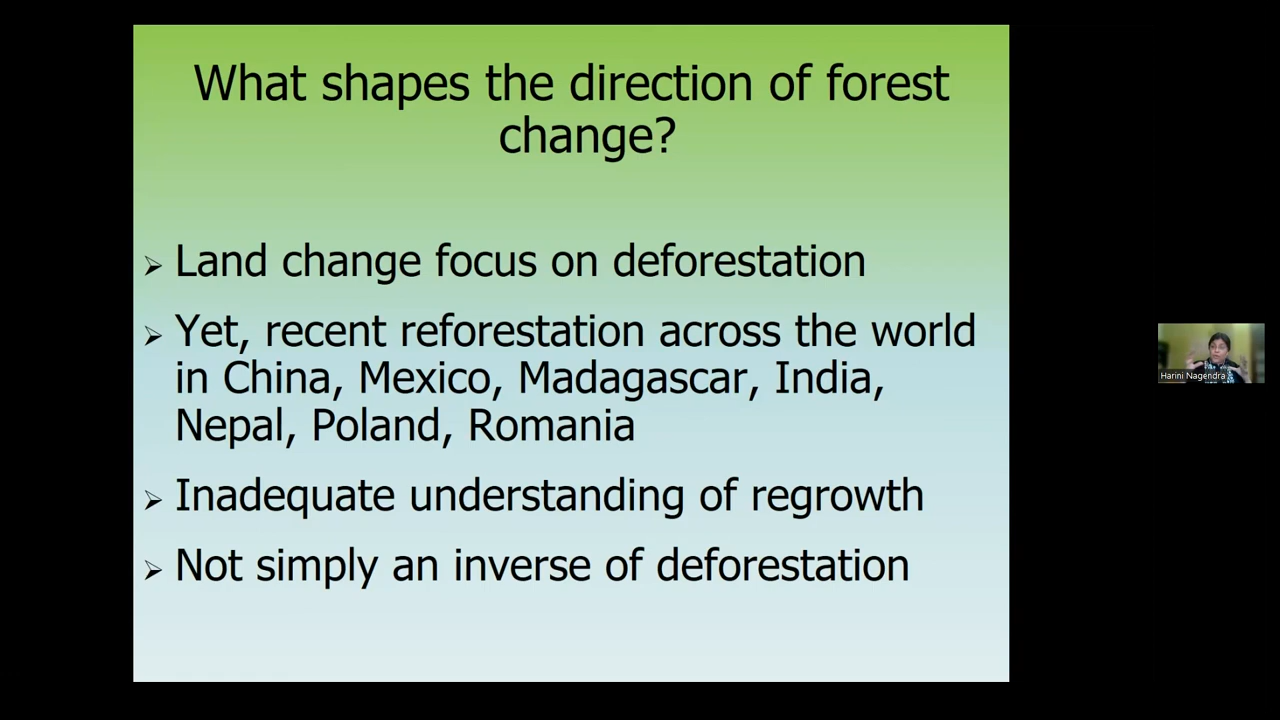 What shapes the direction of forest
change?
➢ Land change focus on deforestation
➢ Yet, recent reforestation across the world
in China, Mexico, Madagascar, India,
Nepal, Poland, Romania
➢ Inadequate understanding of regrowth
➢ Not simply an inverse of deforestation
Harini Nagendra